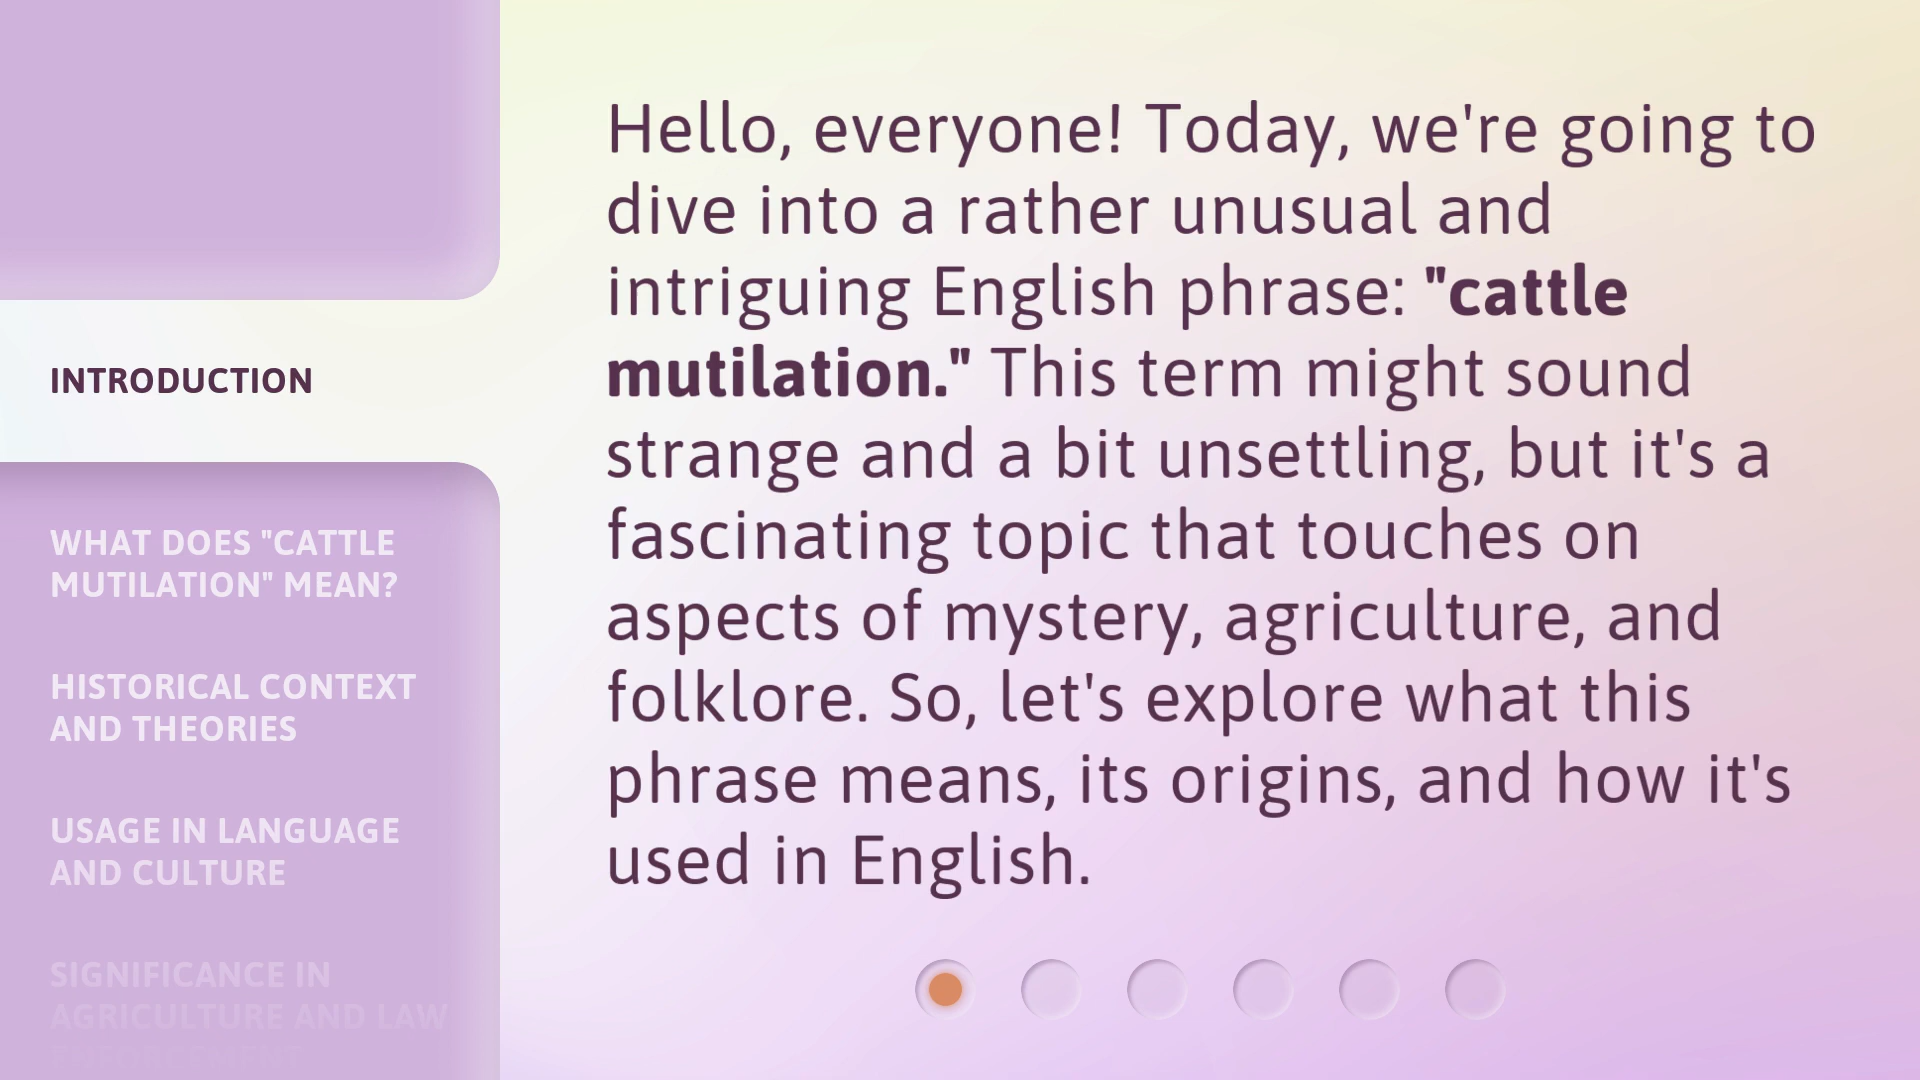 INTRODUCTION
WHAT DOES "CATTLE
MUTILATION" MEAN?
HISTORICAL CONTEXT
AND THEORIES
USAGE IN LANGUAGE
AND CULTURE
SIGNIFICANCE IN
AGRICULTURE AND LAW
ENFORCEMENT
Hello, everyone! Today, we're going to
dive into a rather unusual and
intriguing English phrase: "cattle
mutilation." This term might sound
strange and a bit unsettling, but it's a
fascinating topic that touches on
aspects of mystery, agriculture, and
folklore. So, let's explore what this
phrase means, its origins, and how it's
used in English.